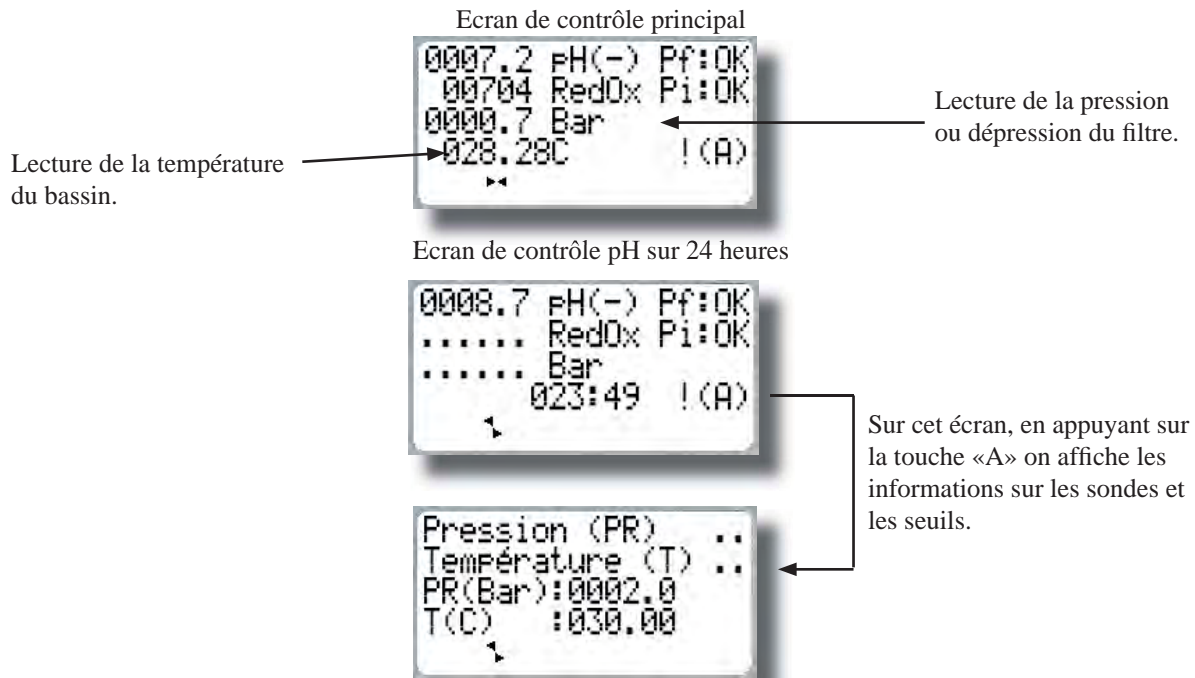 Ecran de contrôle principal
0007.2 pH(-) Pf:OK
00704 RedOx Pi:OK
0000.7 Bar
028.28C !(A)
Lecture de la pression
ou dépression du filtre.
Lecture de la température
du bassin.
Ecran de contrôle pH sur 24 heures
0008.7 pH(-) Pf:OK
...... RedOx Pi:OK
...... Bar
023:49 !(A)
Sur cet écran, en appuyant sur
la touche «A» on affiche les
informations sur les sondes et
les seuils.
Pression (PR) ..
Température (T) ..
PR(Bar):0002.0
T(C) :030.00